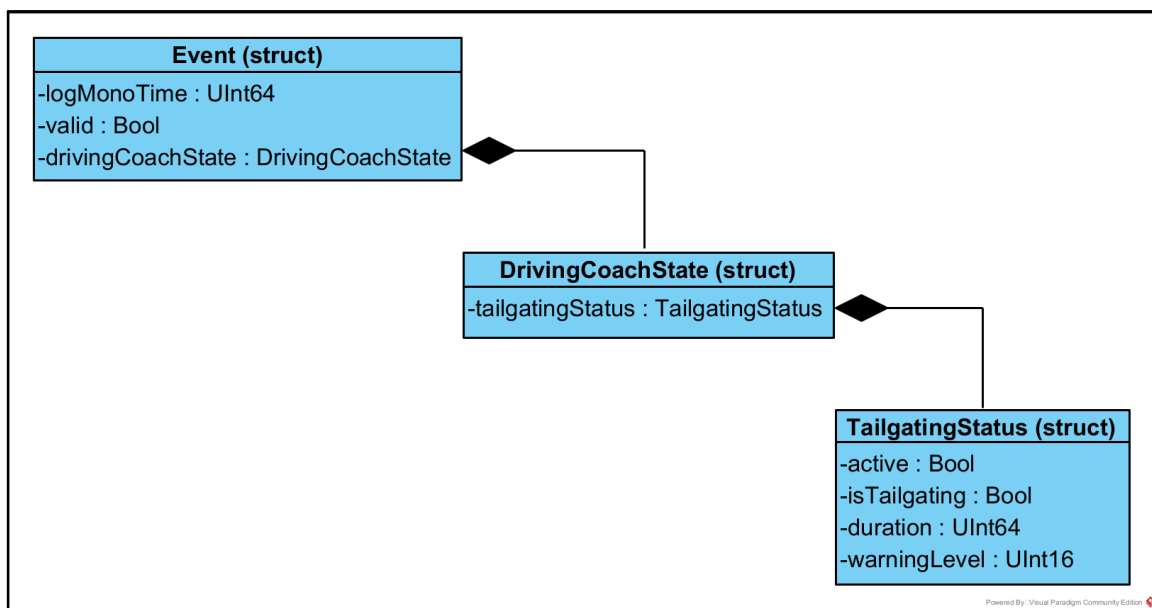 Event (struct)
-logMonoTime : UInt64
-valid : Bool
-drivingCoachState : DrivingCoachState
DrivingCoachState (struct)
-tailgatingStatus : TailgatingStatus
TailgatingStatus (struct)
-active : Bool
-isTailgating : Bool
-duration : UInt64
-warningLevel : UInt16
Powered By: Visual Paradigm Community Edition